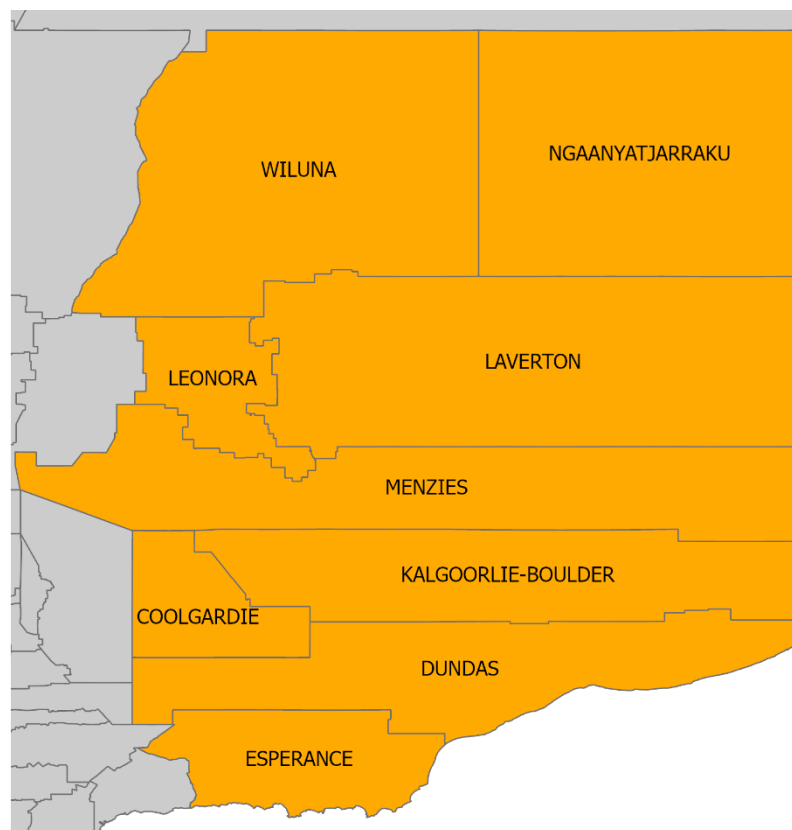 NGAANYATJARRAKU
WILUNA
LAVERTON
LEONORA
MENZIES
KALGOORLIE-BOULDER
COOLGARDIE
DUNDAS
ESPERANCE